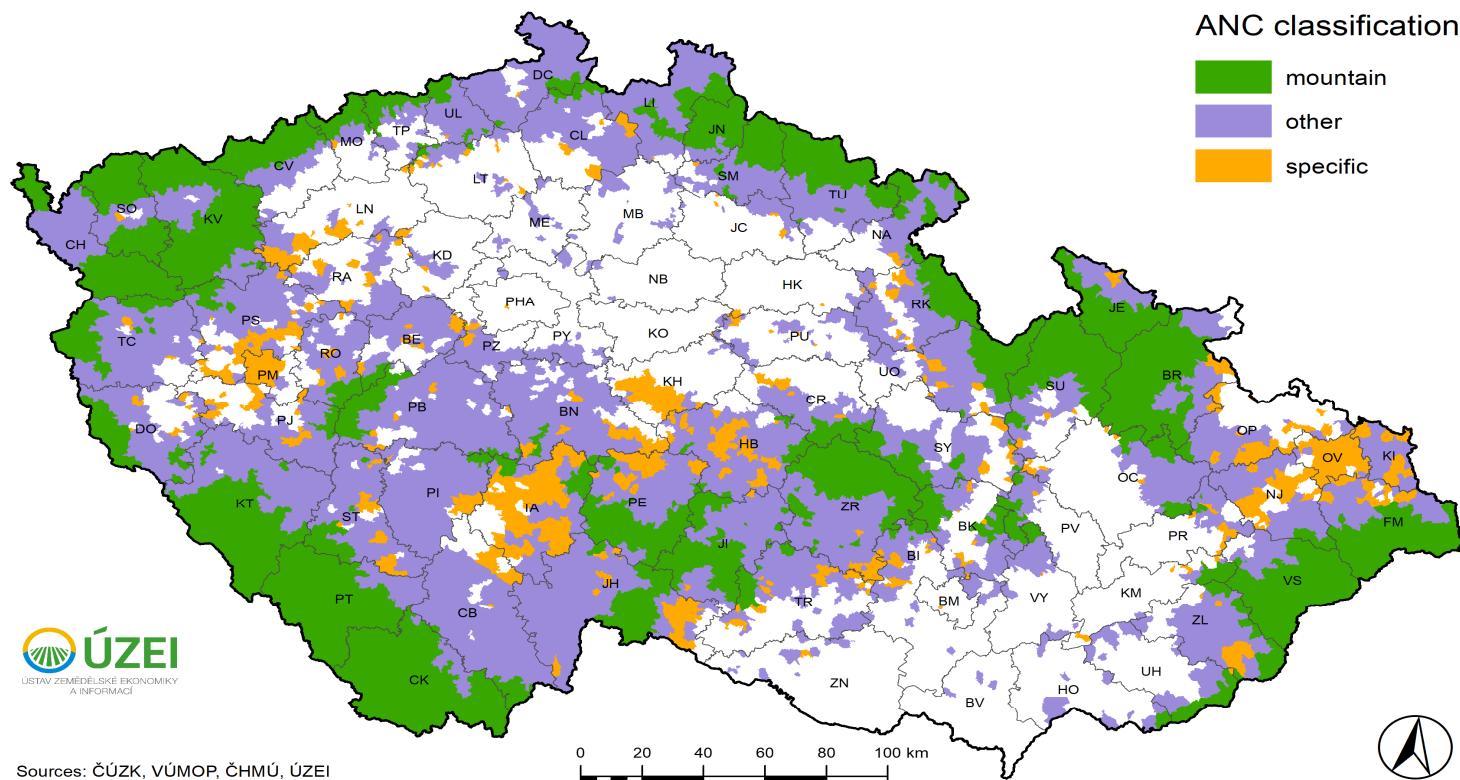 ANC classification
mountain
other
specific
DC
LI
UL
TP
MO
CL
JN
CV
LT
SM
TU
SO
KV
LN
ME
MB
JC
NA
CH
KD
RA
NB
HK
PHA
RK
JE
PS
TC
RO
BE
PZ
PY
KO
PU
PM
UO
SU
BR
KH
PJ
PB
BN
CR
DO
HB
SY
OP
OV
KI
KT
PI
IA
PE
ZR
OC
NJ
ST
BK
PV
FM
JI
BI
PR
VS
JH
PT
CB
TR
BM
VY
KM
ZL
CK
ZN
BV
HO
UH
ÚZEI
ÚSTAV ZEMĚDĚLSKÉ EKONOMIKY
A INFORMACÍ
0 20 40 60 80 100 km
Sources: ČÚZK, VÚMOP, ČHMÚ, ÚZEI